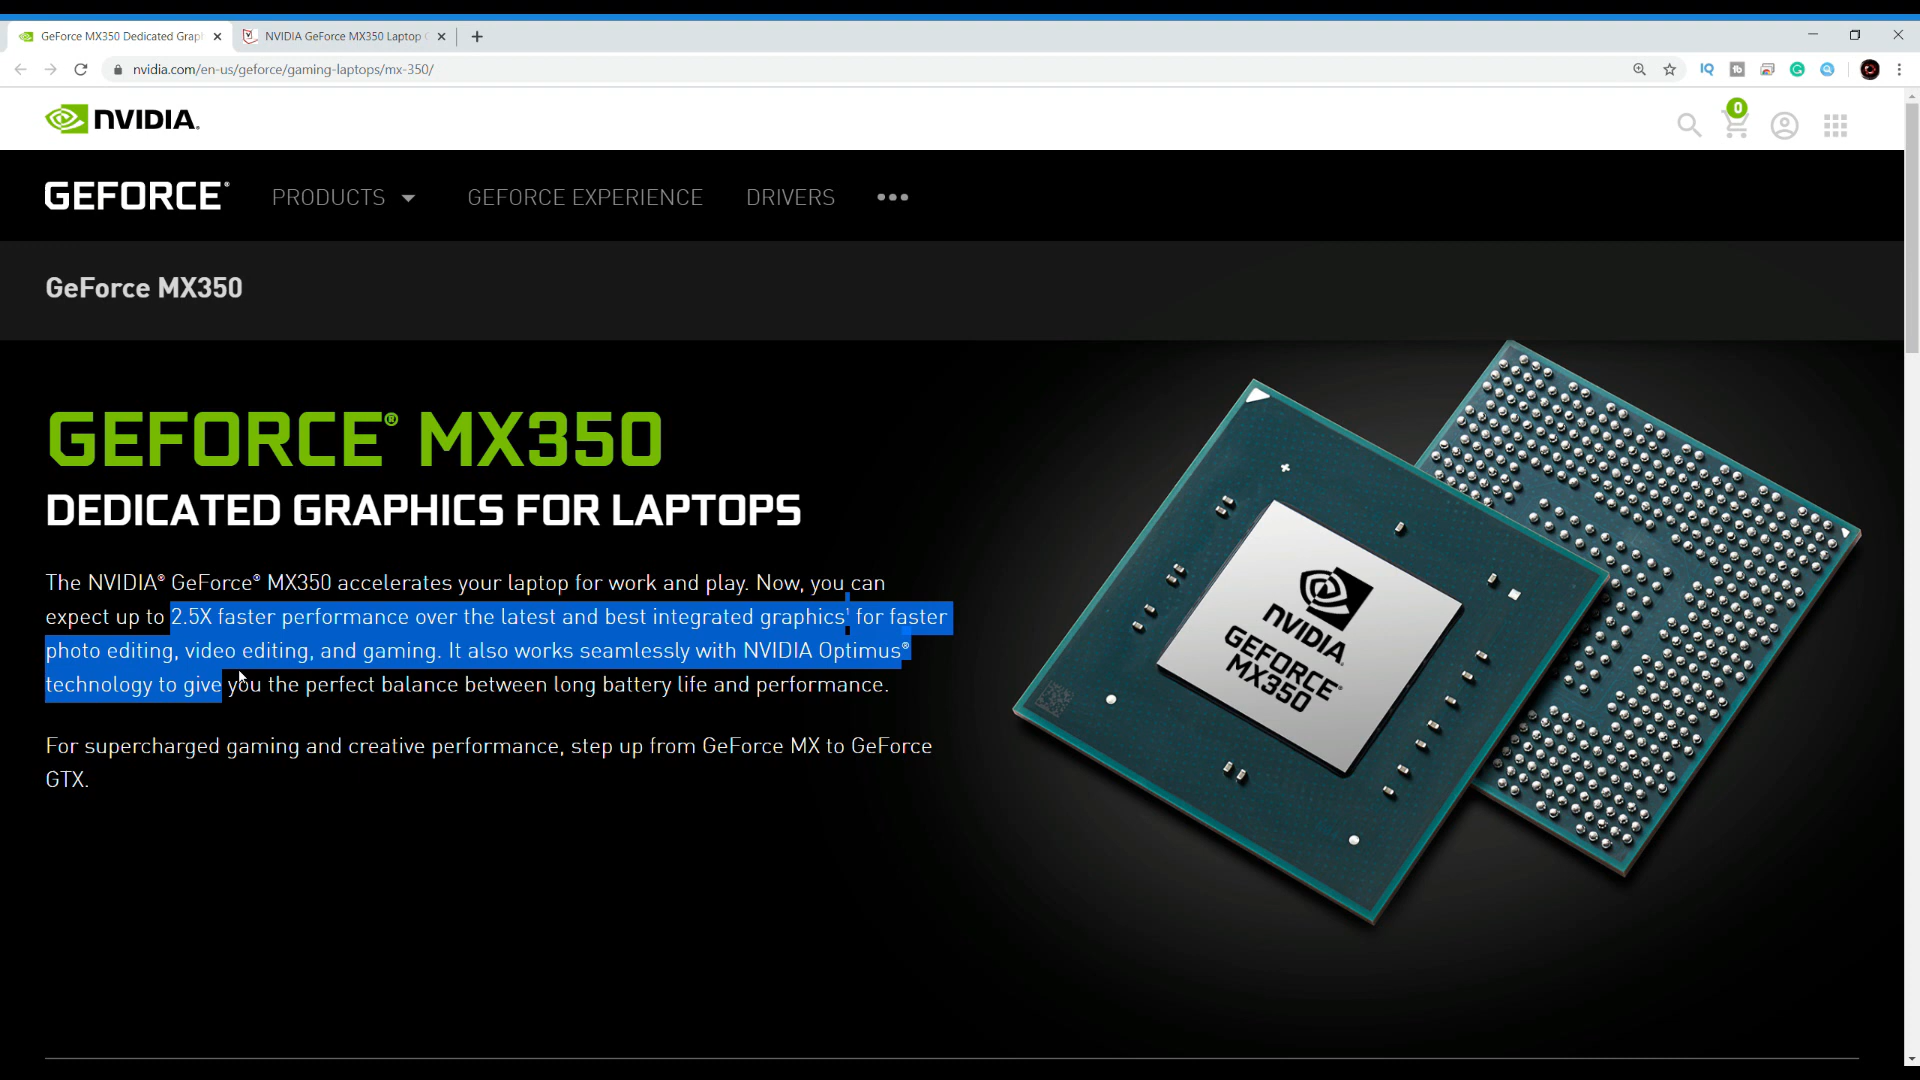 GeForce MX350 Dedicated Grap
NVIDIA GeForce MX350 Laptop
nvidia.com/en-us/geforce/gaming-laptops/mx-350/
IQ
NVIDIA.
0
GEFORCE®
PRODUCTS
GEFORCE EXPERIENCE
DRIVERS
GeForce MX350
GEFORCE® MX350
DEDICATED GRAPHICS FOR LAPTOPS
The NVIDIA® GeForce® MX350 accelerates your laptop for work and play. Now, you can
expect up to 2.5X faster performance over the latest and best integrated graphics¹ for faster
photo editing, video editing, and gaming. It also works seamlessly with NVIDIA Optimus®
technology to give you the perfect balance between long battery life and performance.
For supercharged gaming and creative performance, step up from GeForce MX to GeForce
GTX.
NVIDIA.
GEFORCE®
MX350